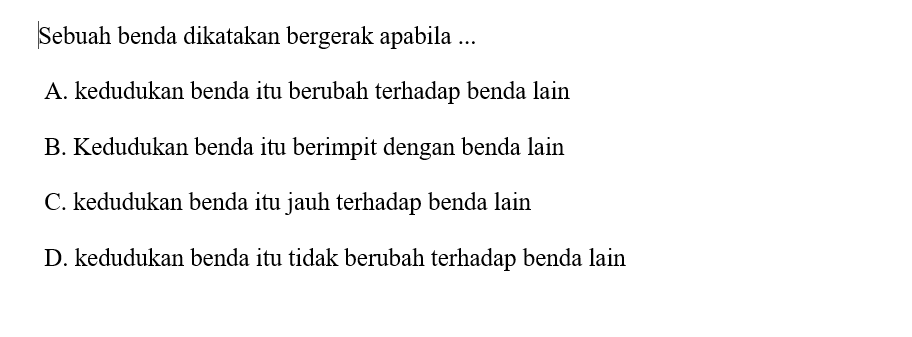 Sebuah benda dikatakan bergerak apabila ...
A. kedudukan benda itu berubah terhadap benda lain
B. Kedudukan benda itu berimpit dengan benda lain
C. kedudukan benda itu jauh terhadap benda lain
D. kedudukan benda itu tidak berubah terhadap benda lain